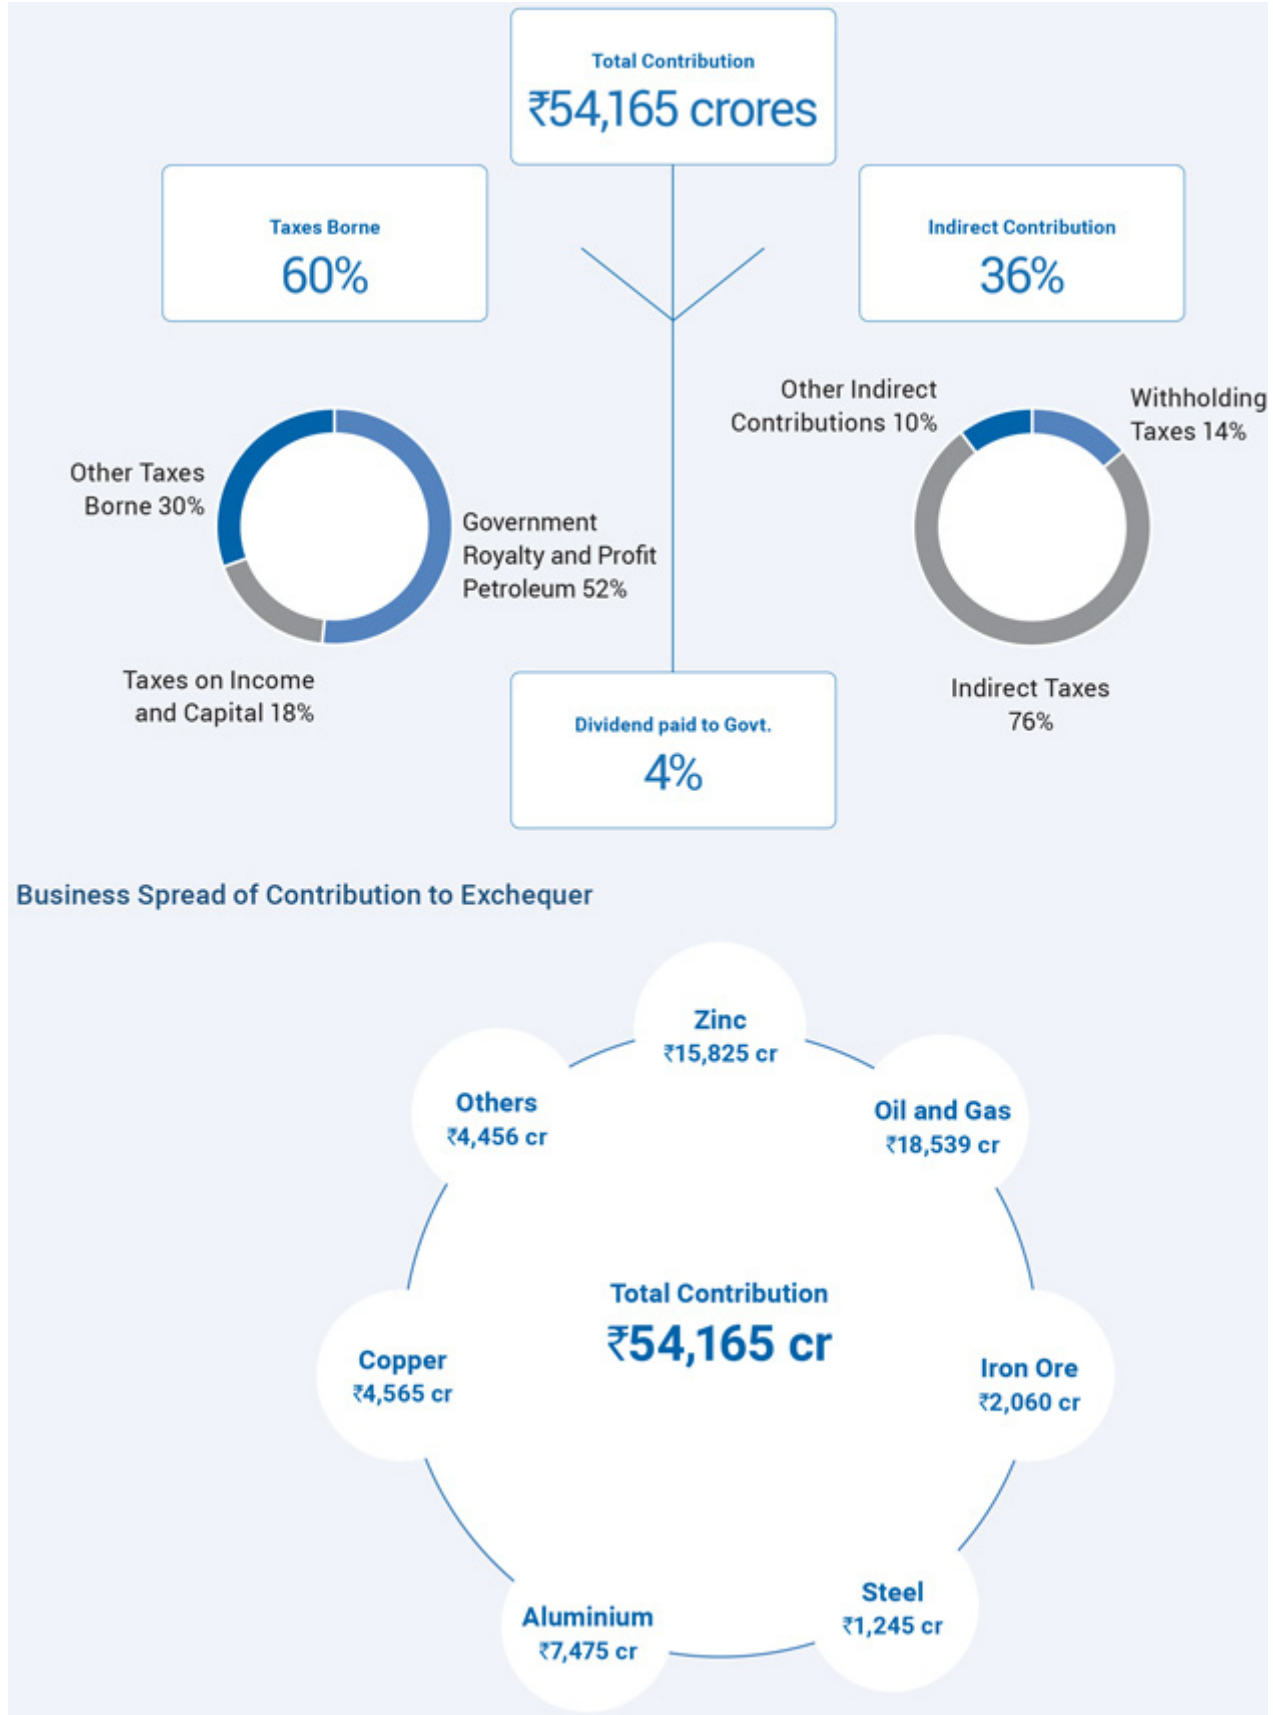 Total Contribution
₹54,165 crores
Taxes Borne
60%
Indirect Contribution
36%
Other Taxes
Borne 30%
Government
Royalty and Profit
Petroleum 52%
Taxes on Income
and Capital 18%
Other Indirect
Contributions 10%
Withholding
Taxes 14%
Indirect Taxes
76%
Dividend paid to Govt.
4%
Business Spread of Contribution to Exchequer
Zinc
₹15,825 cr
Others
₹4,456 cr
Oil and Gas
₹18,539 cr
Total Contribution
₹54,165 cr
Copper
₹4,565 cr
Iron Ore
₹2,060 cr
Aluminium
₹7,475 cr
Steel
₹1,245 cr